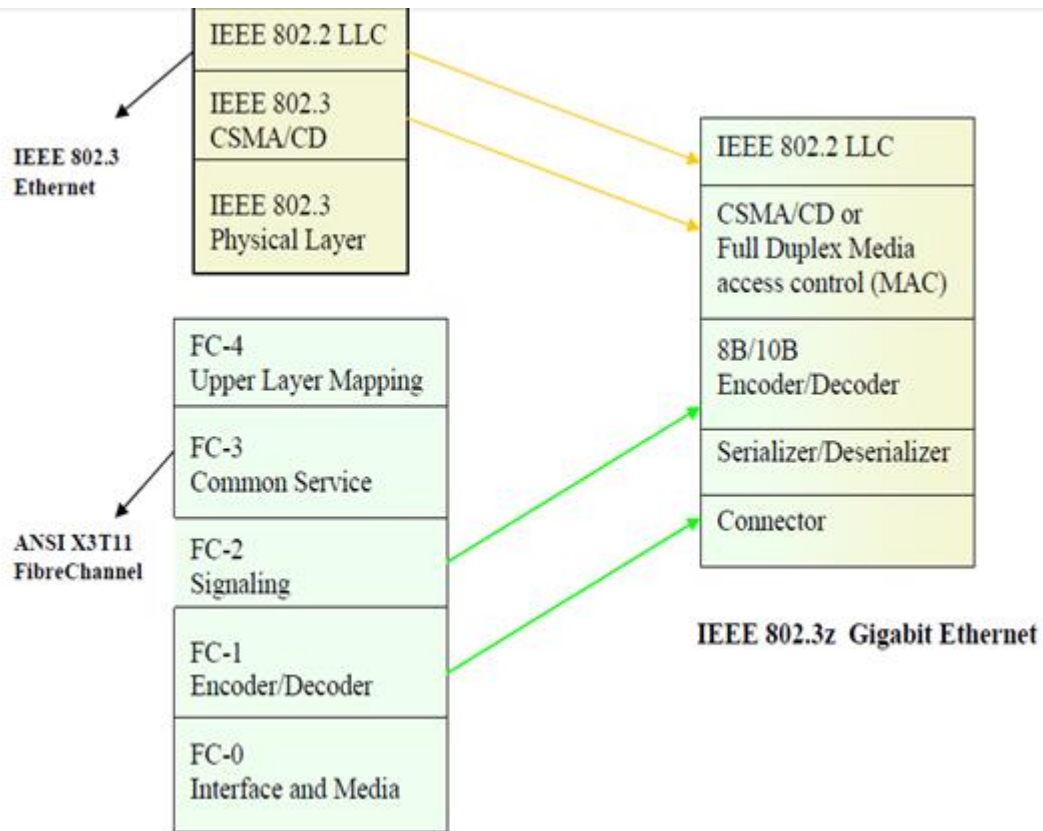 IEEE 802.2 LLC
IEEE 802.3
CSMA/CD
IEEE 802.3
Physical Layer
IEEE 802.3
Ethernet
FC-4
Upper Layer Mapping
FC-3
Common Service
FC-2
Signaling
FC-1
Encoder/Decoder
FC-0
Interface and Media
ANSI X3T11
FibreChannel
IEEE 802.2 LLC
CSMA/CD or
Full Duplex Media
access control (MAC)
8B/10B
Encoder/Decoder
Serializer/Deserializer
Connector
IEEE 802.3z Gigabit Ethernet